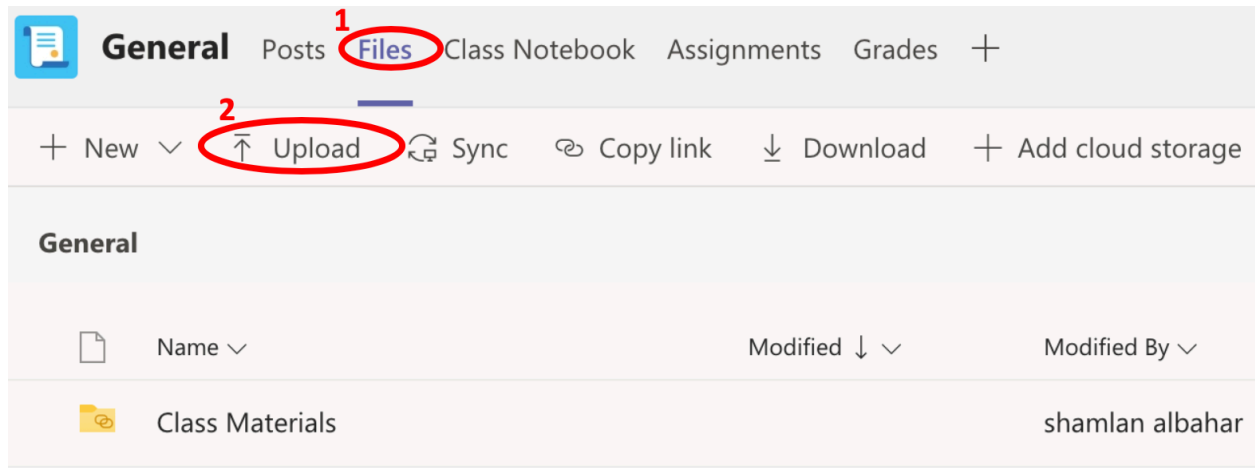 1
General Posts Files Class Notebook Assignments Grades
2
New Upload Sync Copy link Download Add cloud storage
General
Name Modified Modified By
Class Materials shamlan albahar